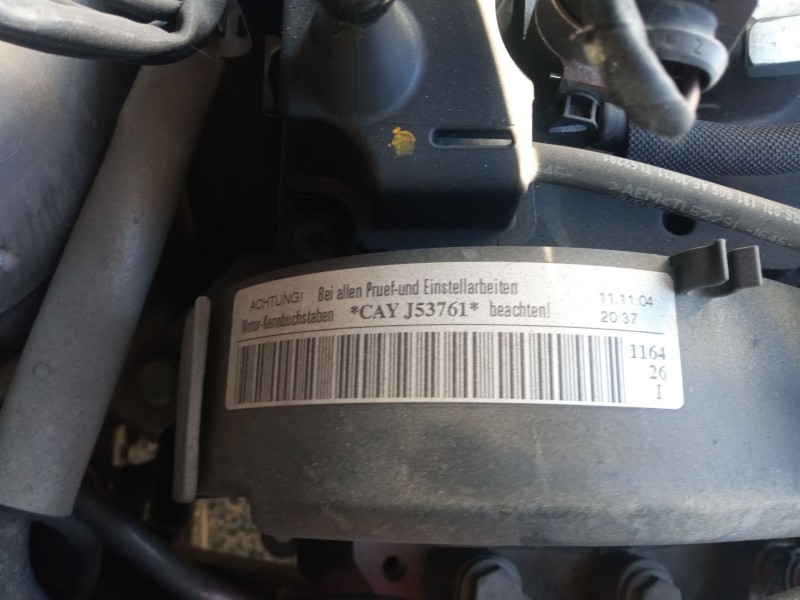 ACHTUNG! Bei allen Pruef-und Einstellarbeiten
Motor-Kennbuchstaben *CAY J53761* beachten!
11.11.04
20:37
1164
26
I